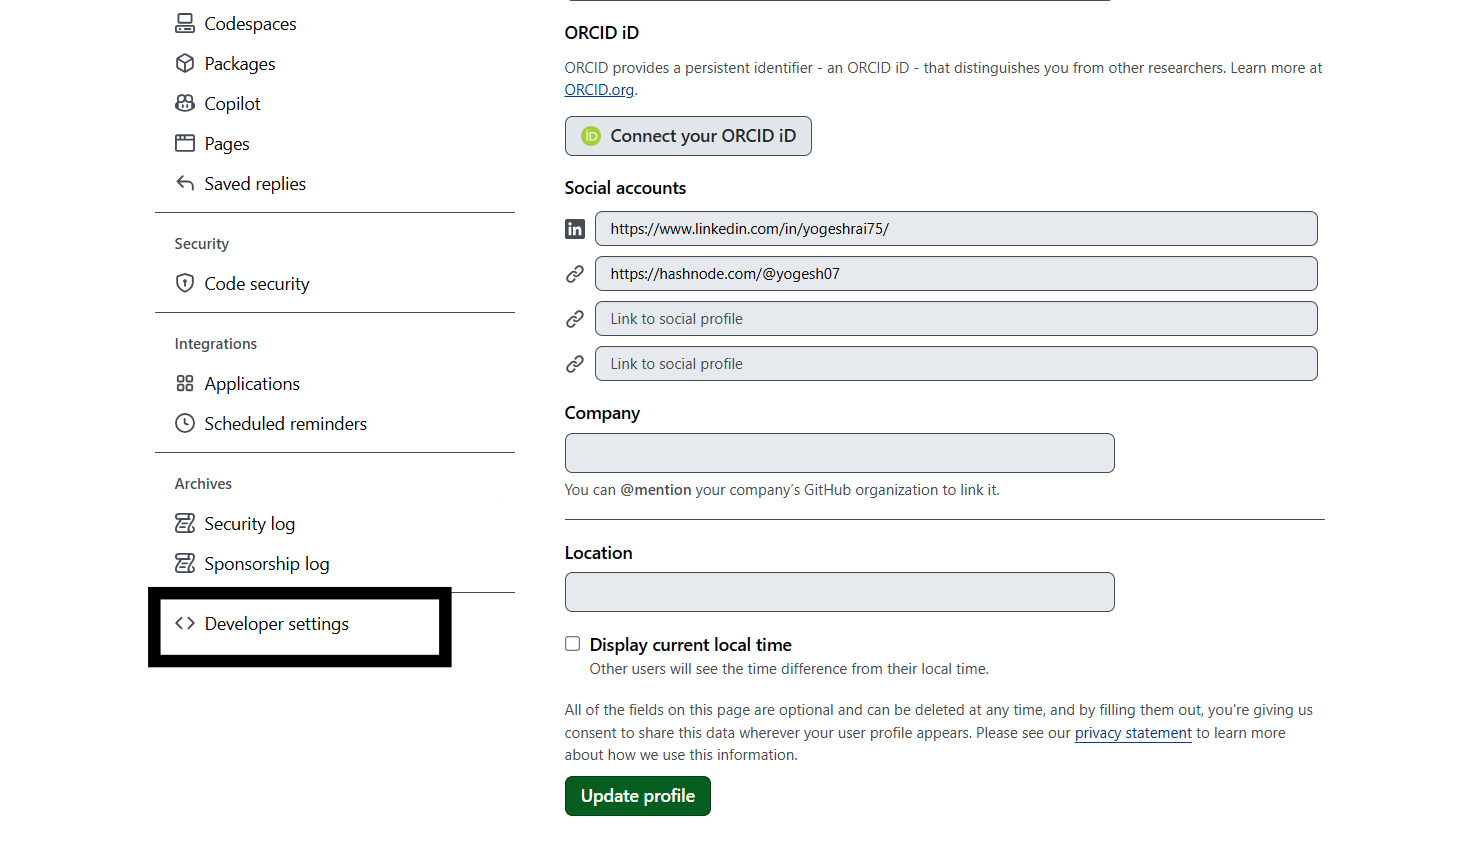 Codespaces
Packages
Copilot
Pages
Saved replies
Security
Code security
Integrations
Applications
Scheduled reminders
Archives
Security log
Sponsorship log
Developer settings
ORCID iD
ORCID provides a persistent identifier - an ORCID iD - that distinguishes you from other researchers. Learn more at
ORCID.org.
iD Connect your ORCID iD
Social accounts
in https://www.linkedin.com/in/yogeshrai75/
https://hashnode.com/@yogesh07
Link to social profile
Link to social profile
Company
You can @mention your company’s GitHub organization to link it.
Location
Display current local time
Other users will see the time difference from their local time.
All of the fields on this page are optional and can be deleted at any time, and by filling them out, you're giving us
consent to share this data wherever your user profile appears. Please see our privacy statement to learn more
about how we use this information.
Update profile